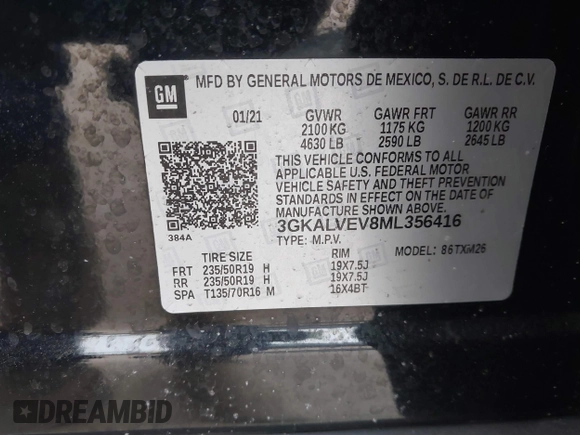 GM
MFD BY GENERAL MOTORS DE MEXICO, S. DE R.L. DE C.V.
01/21 GVWR GAWR FRT GAWR RR
2100 KG 1175 KG 1200 KG
4630 LB 2590 LB 2645 LB
THIS VEHICLE CONFORMS TO ALL
APPLICABLE U.S. FEDERAL MOTOR
VEHICLE SAFETY AND THEFT PREVENTION
STANDARDS IN EFFECT ON THE DATE OF
MANUFACTURE SHOWN ABOVE.
384A
3GKALVEV8ML356416
TYPE: M.P.V. MODEL: 86TXM26
TIRE SIZE RIM
FRT 235/50R19 H 19X7.5J
RR 235/50R19 H 19X7.5J
SPA T135/70R16 M 16X4BT
DREAMBID